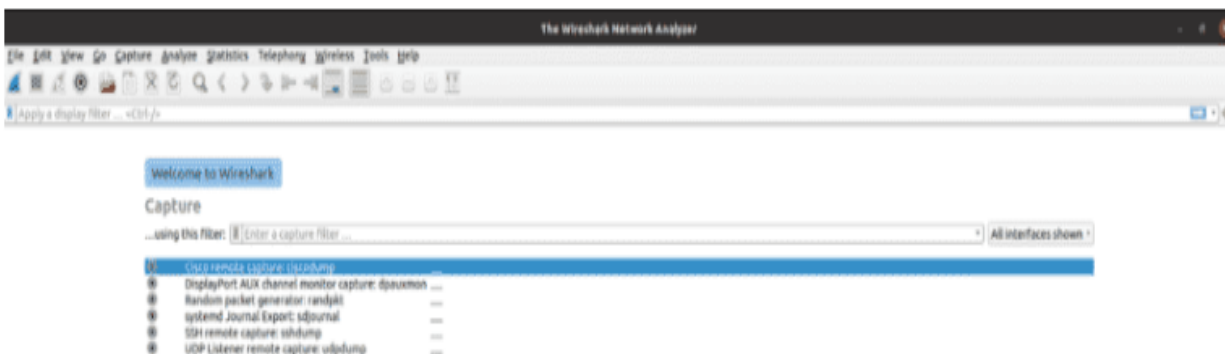 The Wireshark Network Analyzer
File Edit View Go Capture Analyze Statistics Telephony Wireless Tools Help
Apply a display filter ... <Ctrl-/>
Welcome to Wireshark
Capture
...using this filter: Enter a capture filter ... All interfaces shown
Cisco remote capture: ciscodump
DisplayPort AUX channel monitor capture: dpauxmon
Random packet generator: randpkt
systemd Journal Export: sdjournal
SSH remote capture: sshdump
UDP Listener remote capture: udpdump